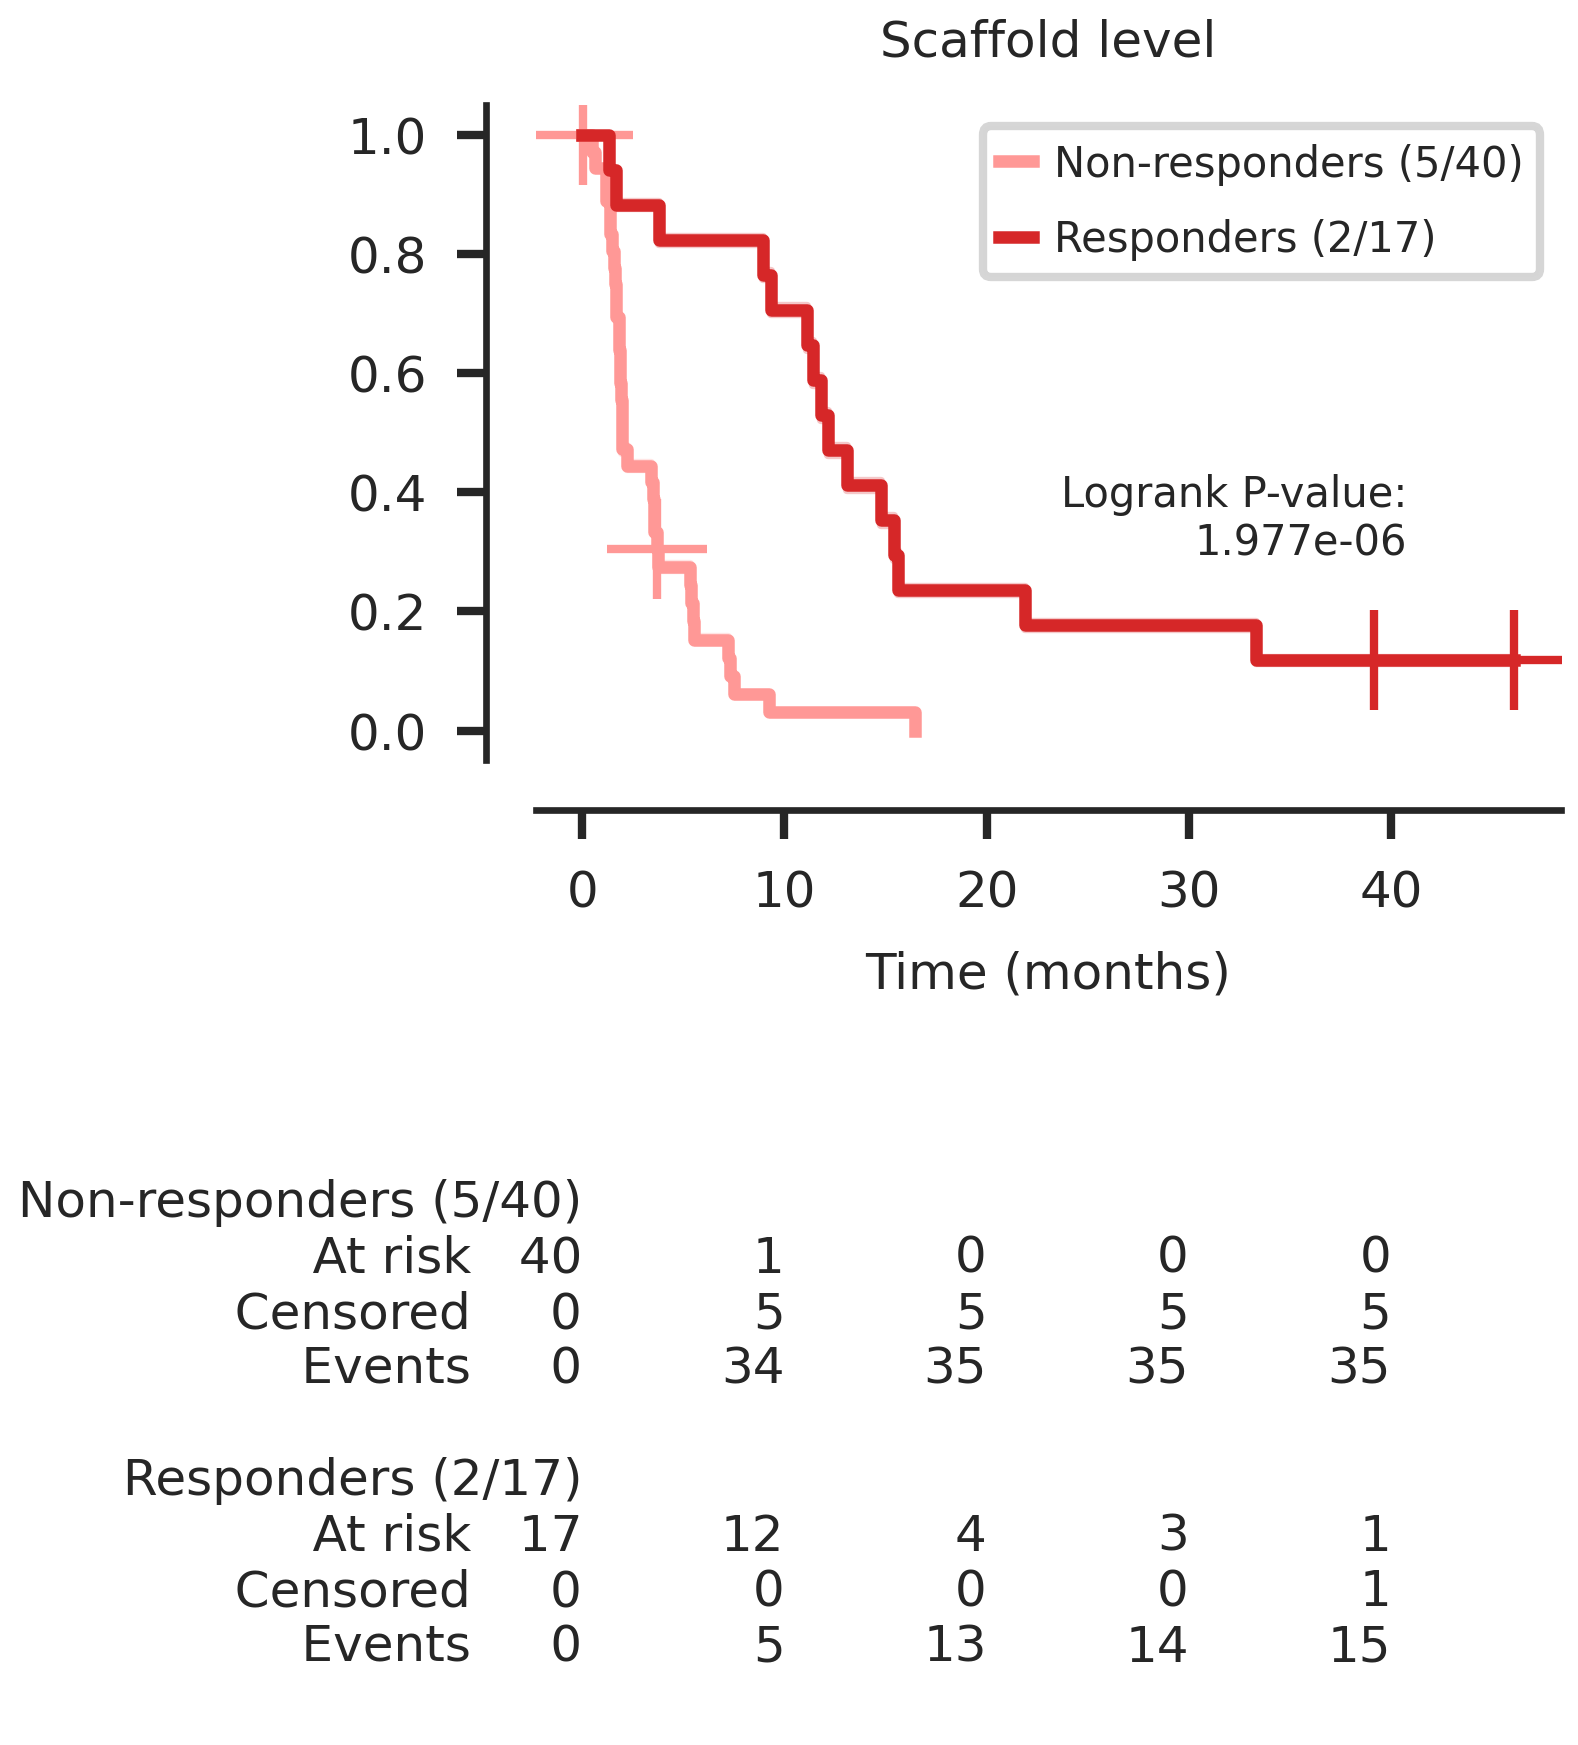 Scaffold level
1.0
0.8
0.6
0.4
0.2
0.0
Non-responders (5/40)
Responders (2/17)
Logrank P-value:
1.977e-06
0 10 20 30 40
Time (months)
Non-responders (5/40)
At risk 40 1 0 0 0
Censored 0 5 5 5 5
Events 0 34 35 35 35
Responders (2/17)
At risk 17 12 4 3 1
Censored 0 0 0 0 1
Events 0 5 13 14 15